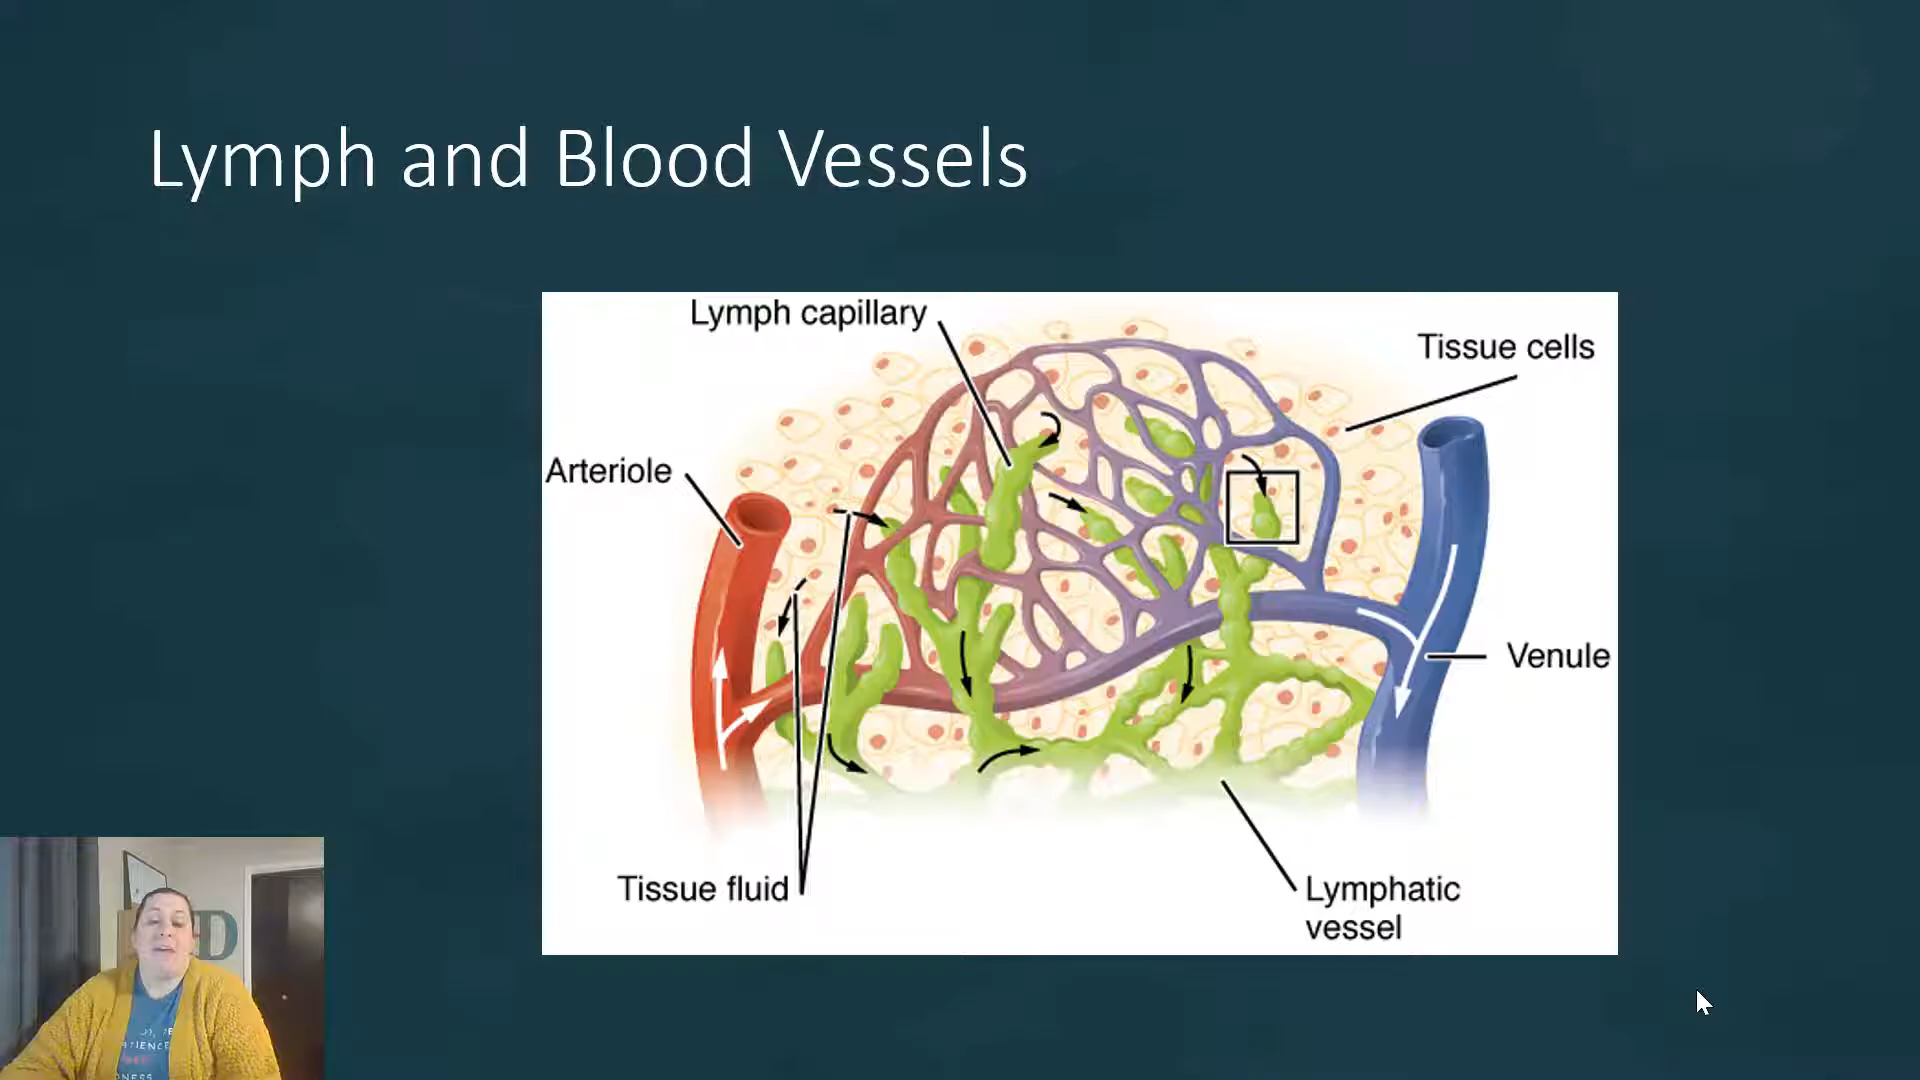 Lymph and Blood Vessels
Lymph capillary
Tissue cells
Arteriole
Venule
Tissue fluid
Lymphatic
vessel
D